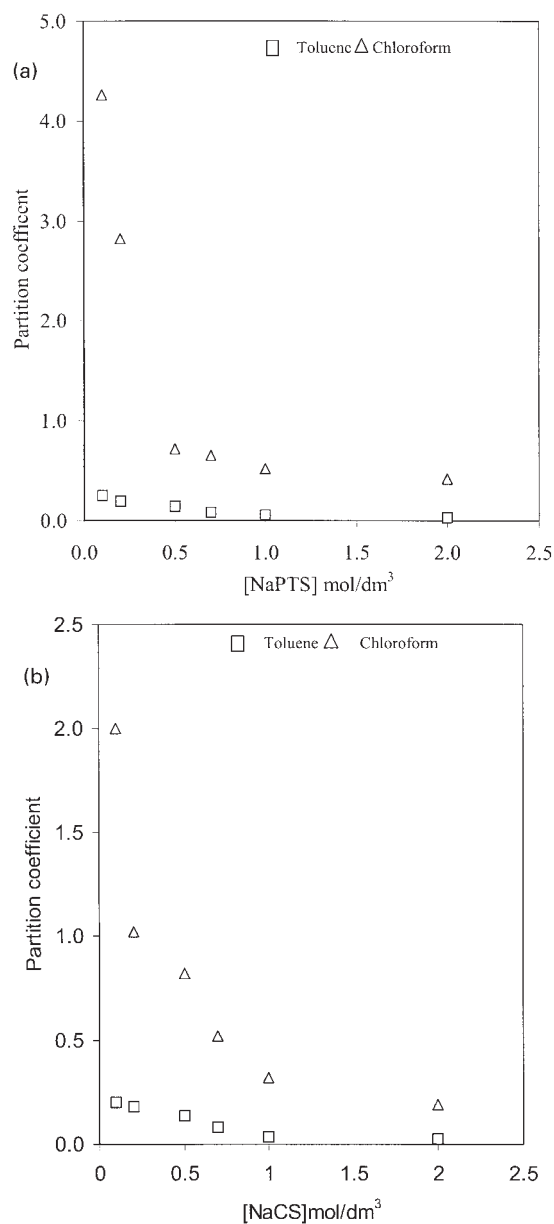 5.0
(a)
□ Toluene △ Chloroform
4.0
3.0
Partition coefficent
2.0
1.0
0.0
0.0 0.5 1.0 1.5 2.0 2.5
[NaPTS] mol/dm³
2.5
□ Toluene △ Chloroform
(b)
2.0
1.5
Partition coefficient
1.0
0.5
0.0
0 0.5 1 1.5 2 2.5
[NaCS]mol/dm³